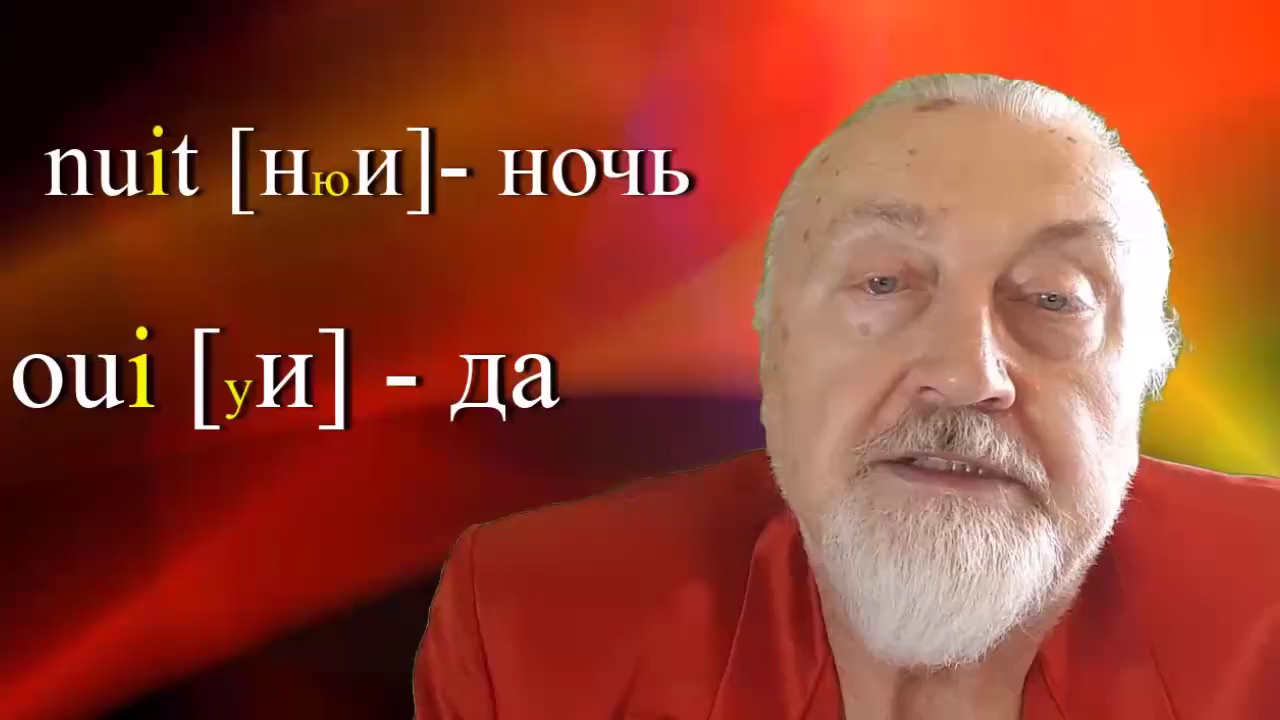 nuit [нюи]- ночь
oui [уи] - да